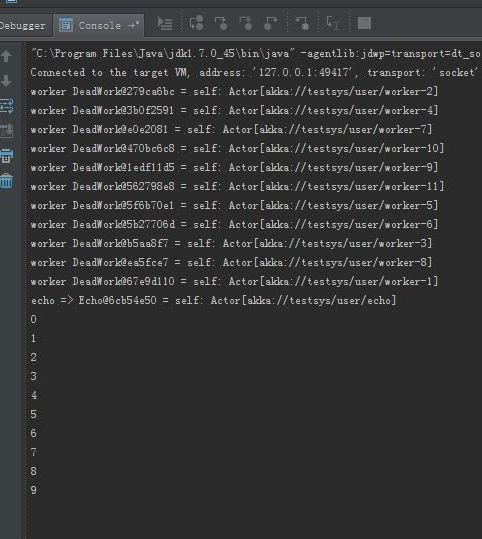 Debugger Console →*
"C:\Program Files\Java\jdk1.7.0_45\bin\java" -agentlib:jdwp=transport=dt_so
Connected to the target VM, address: '127.0.0.1:49417', transport: 'socket'
worker DeadWork@279ca6bc = self: Actor[akka://testsys/user/worker-2]
worker DeadWork@3b0f2591 = self: Actor[akka://testsys/user/worker-4]
worker DeadWork@e0e2081 = self: Actor[akka://testsys/user/worker-7]
worker DeadWork@470bc6c8 = self: Actor[akka://testsys/user/worker-10]
worker DeadWork@1edf11d5 = self: Actor[akka://testsys/user/worker-9]
worker DeadWork@562798e8 = self: Actor[akka://testsys/user/worker-11]
worker DeadWork@5f6b70e1 = self: Actor[akka://testsys/user/worker-5]
worker DeadWork@5b27706d = self: Actor[akka://testsys/user/worker-6]
worker DeadWork@b5aa8f7 = self: Actor[akka://testsys/user/worker-3]
worker DeadWork@ea5fce7 = self: Actor[akka://testsys/user/worker-8]
worker DeadWork@67e9d110 = self: Actor[akka://testsys/user/worker-1]
echo => Echo@6cb54e50 = self: Actor[akka://testsys/user/echo]
0
1
2
3
4
5
6
7
8
9